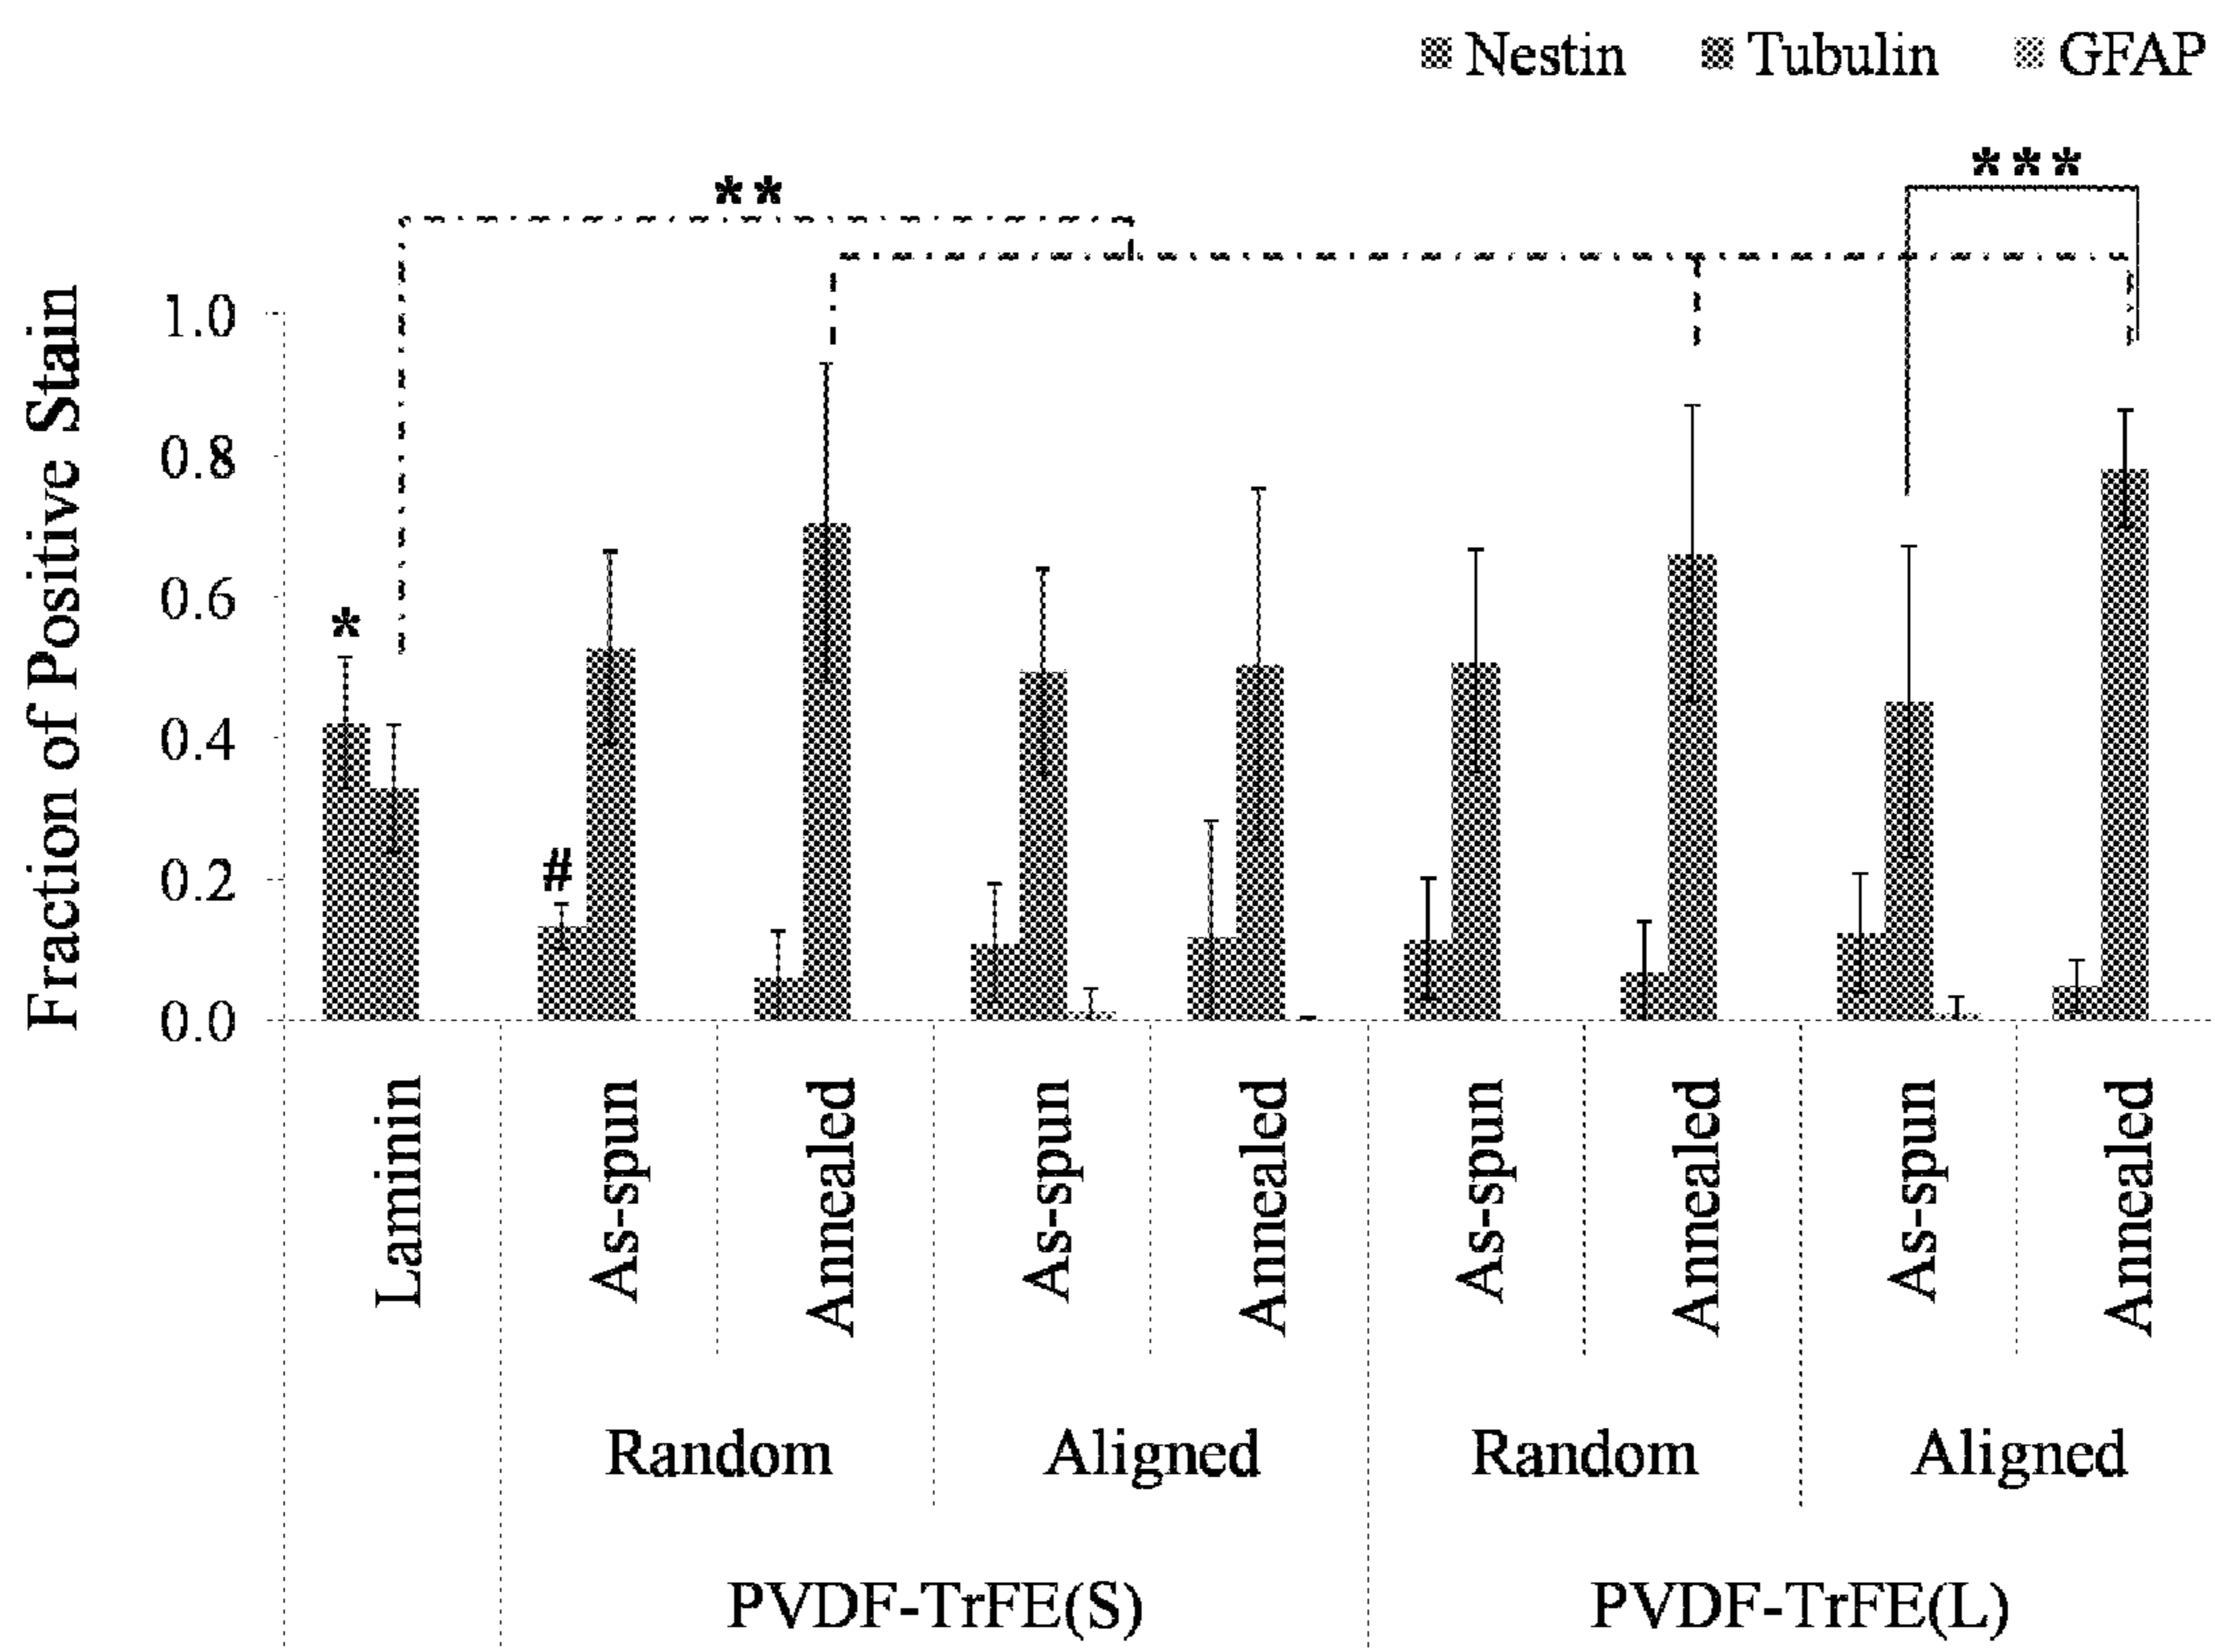 Nestin Tubulin GFAP
***
**
Fraction of Positive Stain
1.0
0.8
0.6
0.4
0.2
0.0
*
#
Laminin
As-spun
Annealed
As-spun
Annealed
As-spun
Annealed
As-spun
Annealed
Random Aligned Random Aligned
PVDF-TrFE(S) PVDF-TrFE(L)